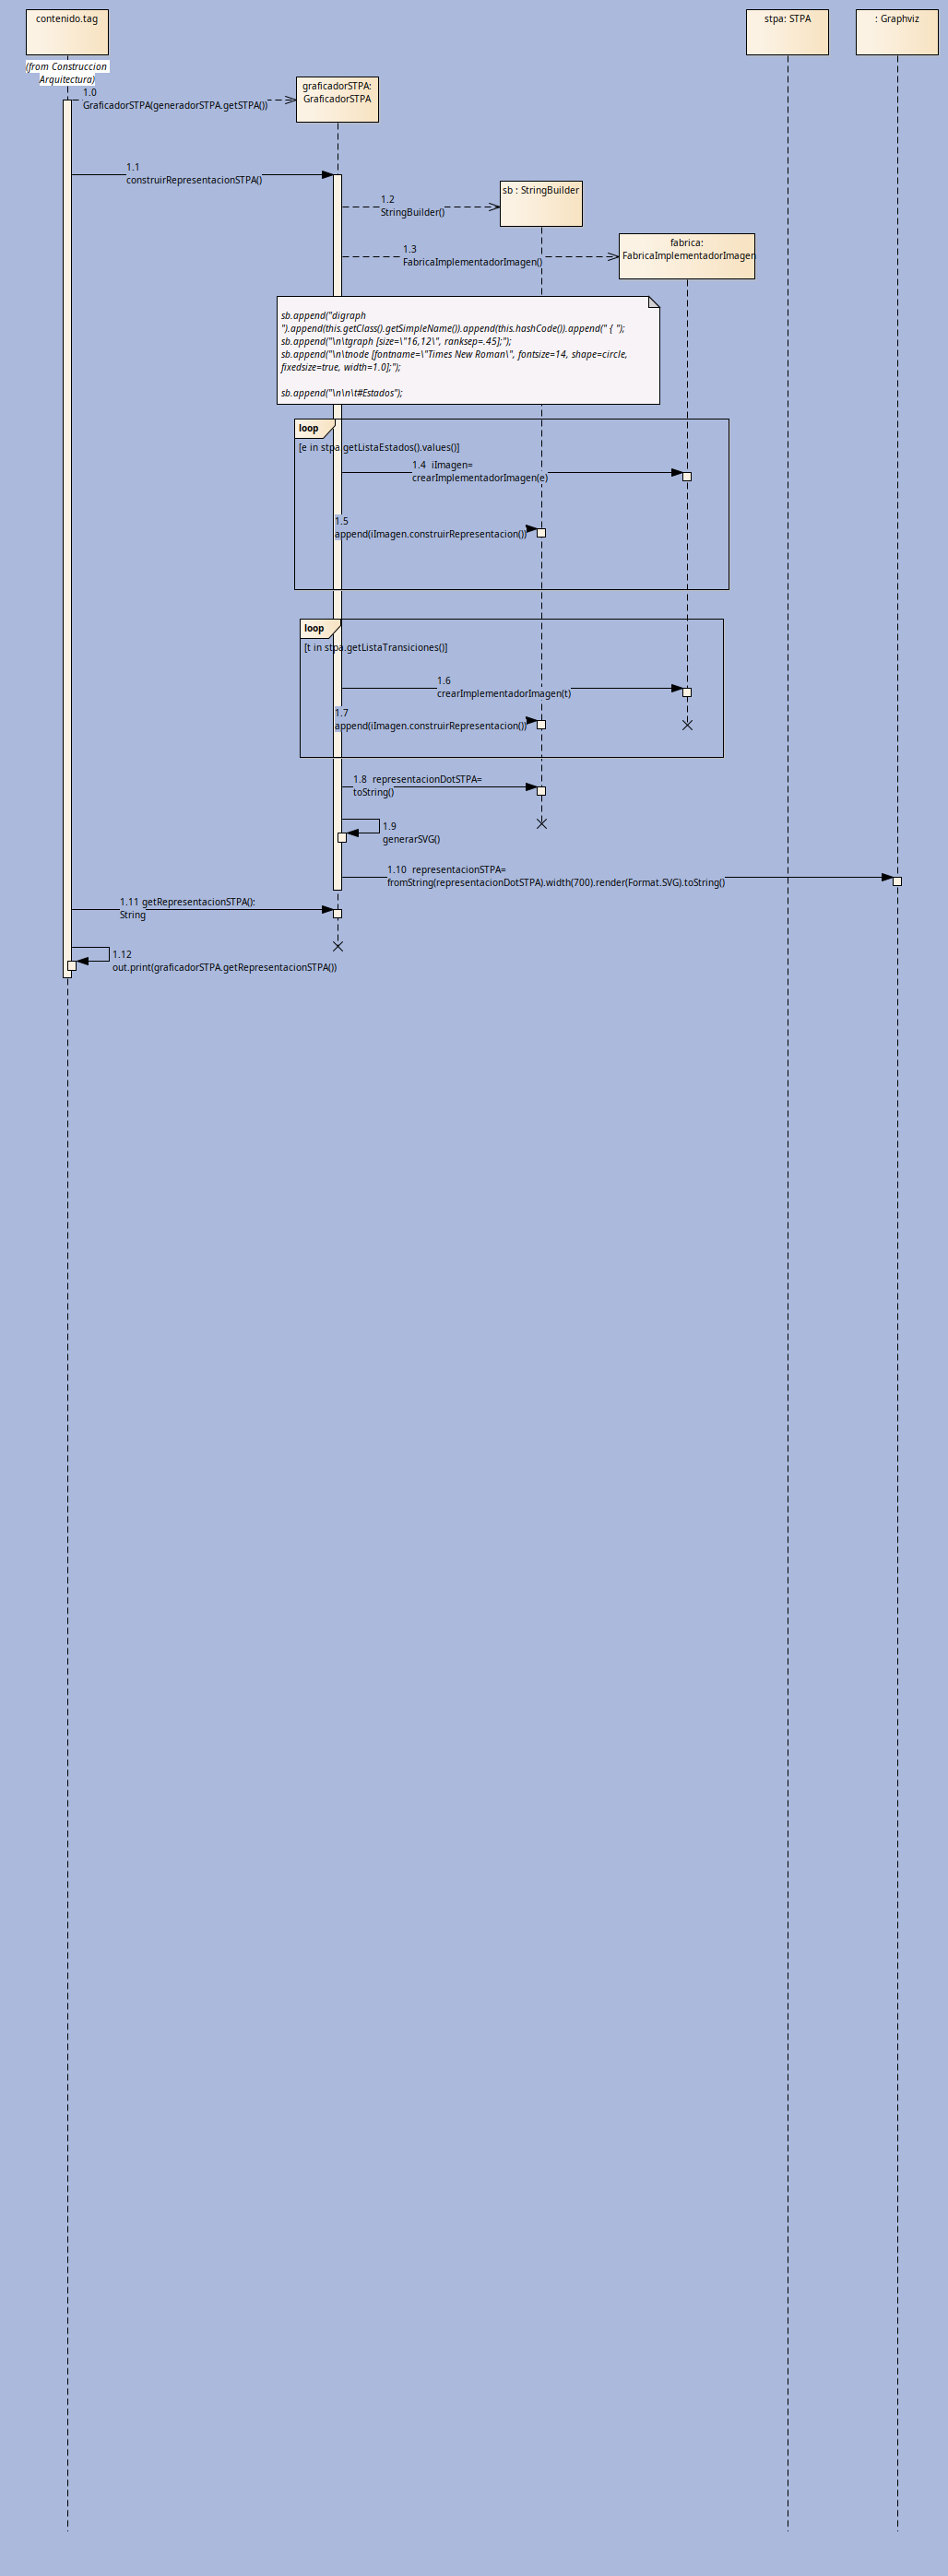 contenido.tag
stpa: STPA
: Graphviz
(from Construccion
Arquitectura)
graficadorSTPA:
GraficadorSTPA
1.0
GraficadorSTPA(generadorSTPA.getSTPA())
1.1
construirRepresentacionSTPA()
sb : StringBuilder
1.2
StringBuilder()
fabrica:
FabricaImplementadorImagen
1.3
FabricaImplementadorImagen()
sb.append("digraph
").append(this.getClass().getSimpleName()).append(this.hashCode()).append(" { ");
sb.append("\n\tgraph [size=\"16,12\", ranksep=.45];");
sb.append("\n\tnode [fontname=\"Times New Roman\", fontsize=14, shape=circle,
fixedsize=true, width=1.0];");
sb.append("\n\n\t#Estados");
loop
[e in stpa.getListaEstados().values()]
1.4  iImagen=
crearImplementadorImagen(e)
1.5
append(iImagen.construirRepresentacion())
loop
[t in stpa.getListaTransiciones()]
1.6
crearImplementadorImagen(t)
1.7
append(iImagen.construirRepresentacion())
1.8  representacionDotSTPA=
toString()
1.9
generarSVG()
1.10  representacionSTPA=
fromString(representacionDotSTPA).width(700).render(Format.SVG).toString()
1.11 getRepresentacionSTPA():
String
1.12
out.print(graficadorSTPA.getRepresentacionSTPA())